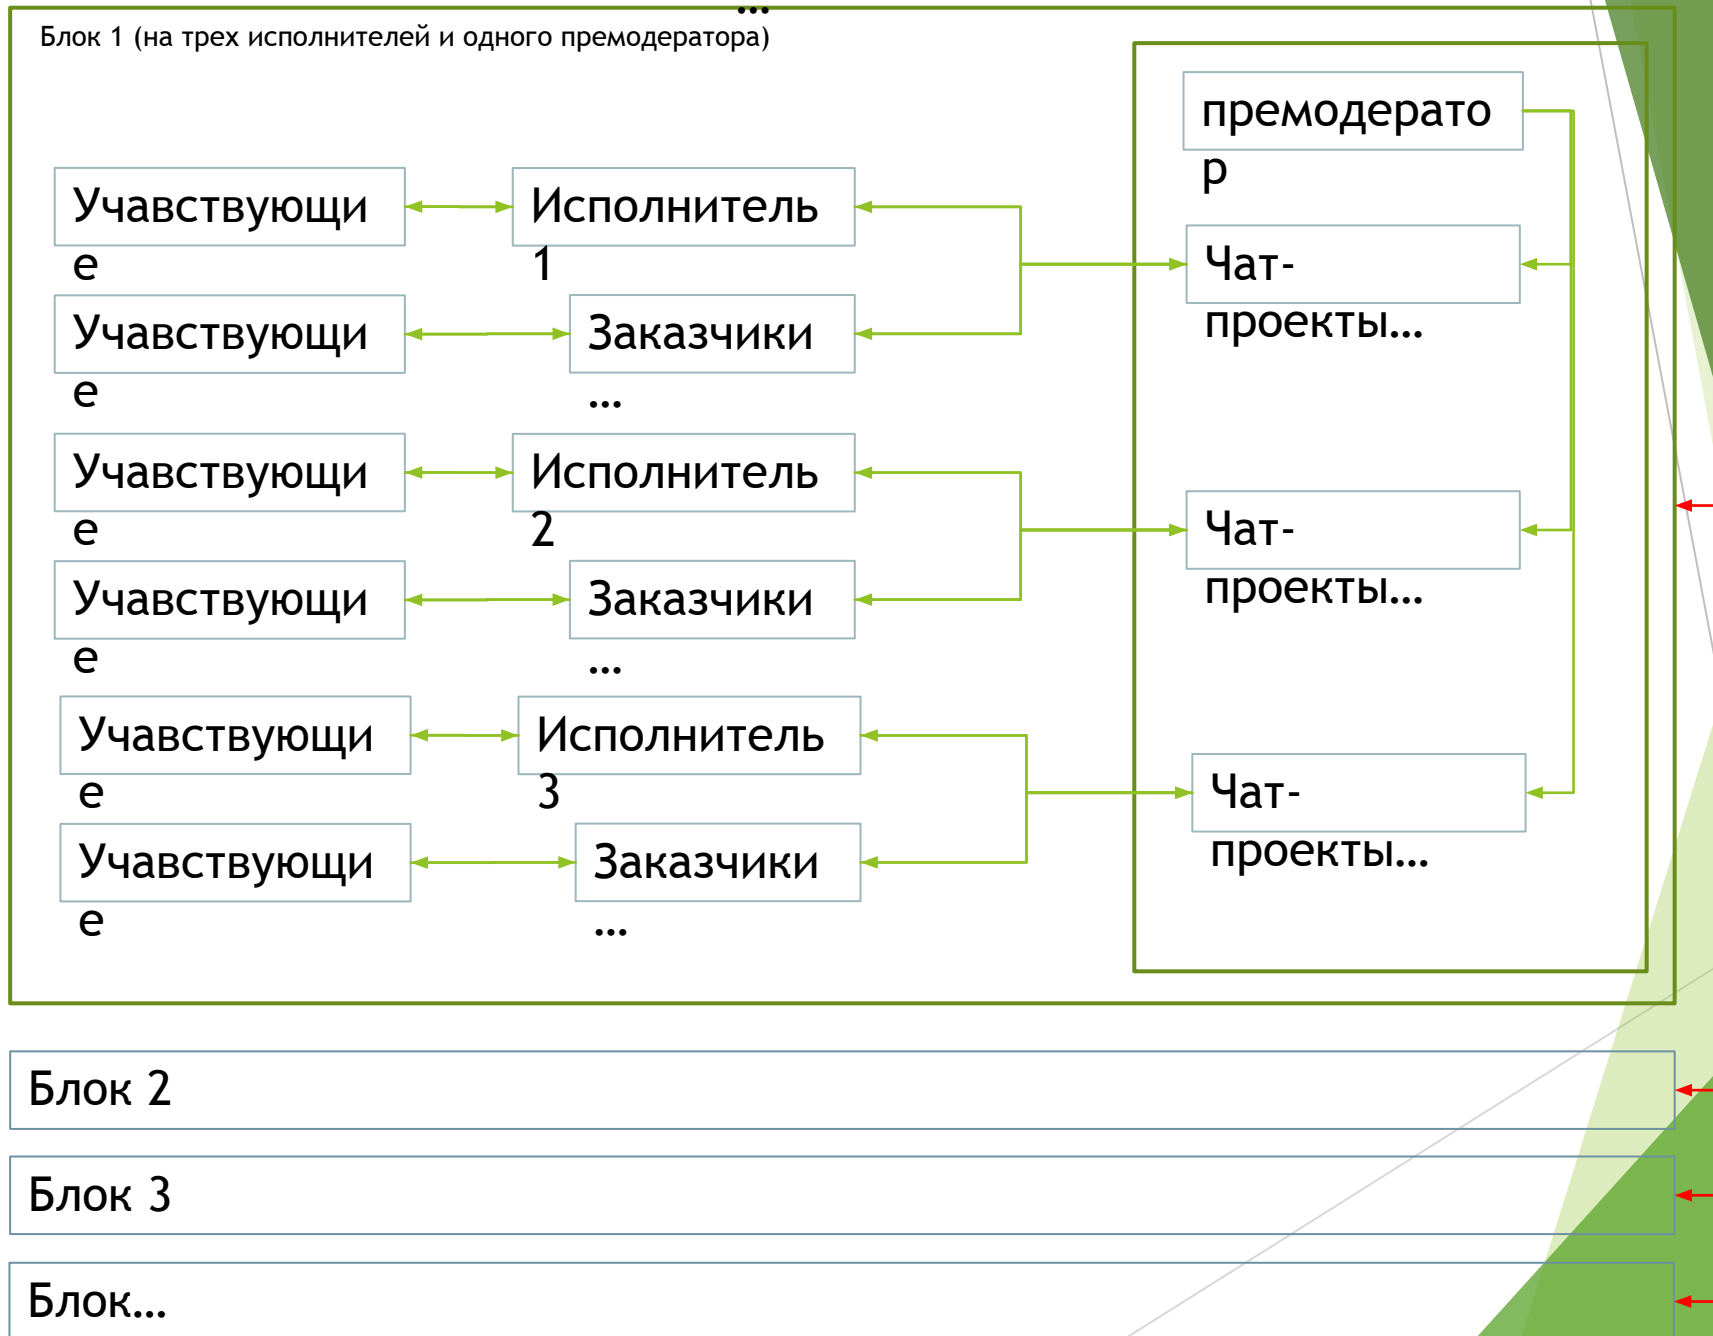 …
Блок 1 (на трех исполнителей и одного премодератора)
премодерато
р
Учавствующи
е
Исполнитель
1
Чат-
проекты…
Учавствующи
е
Заказчики
…
Учавствующи
е
Исполнитель
2
Чат-
проекты…
Учавствующи
е
Заказчики
…
Учавствующи
е
Исполнитель
3
Чат-
проекты…
Учавствующи
е
Заказчики
…
Блок 2
Блок 3
Блок…